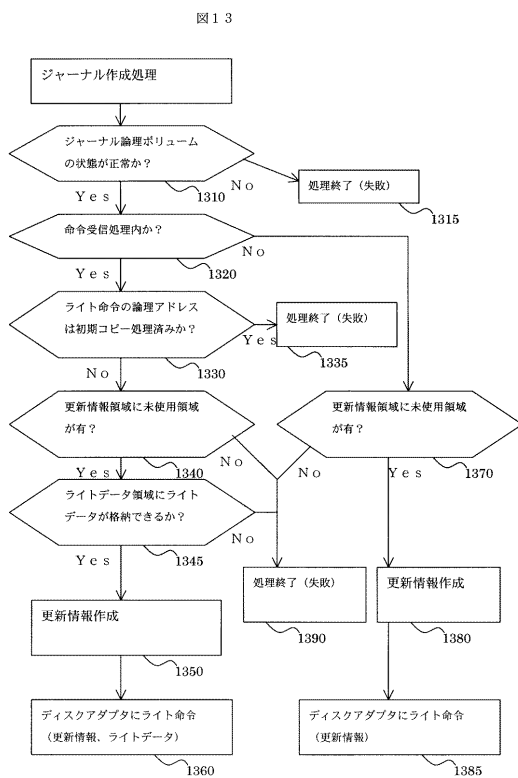 図１３
ジャーナル作成処理
ジャーナル論理ボリューム
の状態が正常か？
1310
Ｎｏ
処理終了（失敗）
1315
Ｙｅｓ
命令受信処理内か？
1320
Ｎｏ
Ｙｅｓ
ライト命令の論理アドレス
は初期コピー処理済みか？
1330
Ｙｅｓ
処理終了（失敗）
1335
Ｎｏ
更新情報領域に未使用領域
が有？
1340
Ｎｏ
更新情報領域に未使用領域
が有？
1370
Ｎｏ
Ｙｅｓ
Ｙｅｓ
ライトデータ領域にライト
データが格納できるか？
1345
Ｎｏ
Ｙｅｓ
処理終了（失敗）
1390
更新情報作成
1380
更新情報作成
1350
ディスクアダプタにライト命令
（更新情報、ライトデータ）
1360
ディスクアダプタにライト命令
（更新情報）
1385